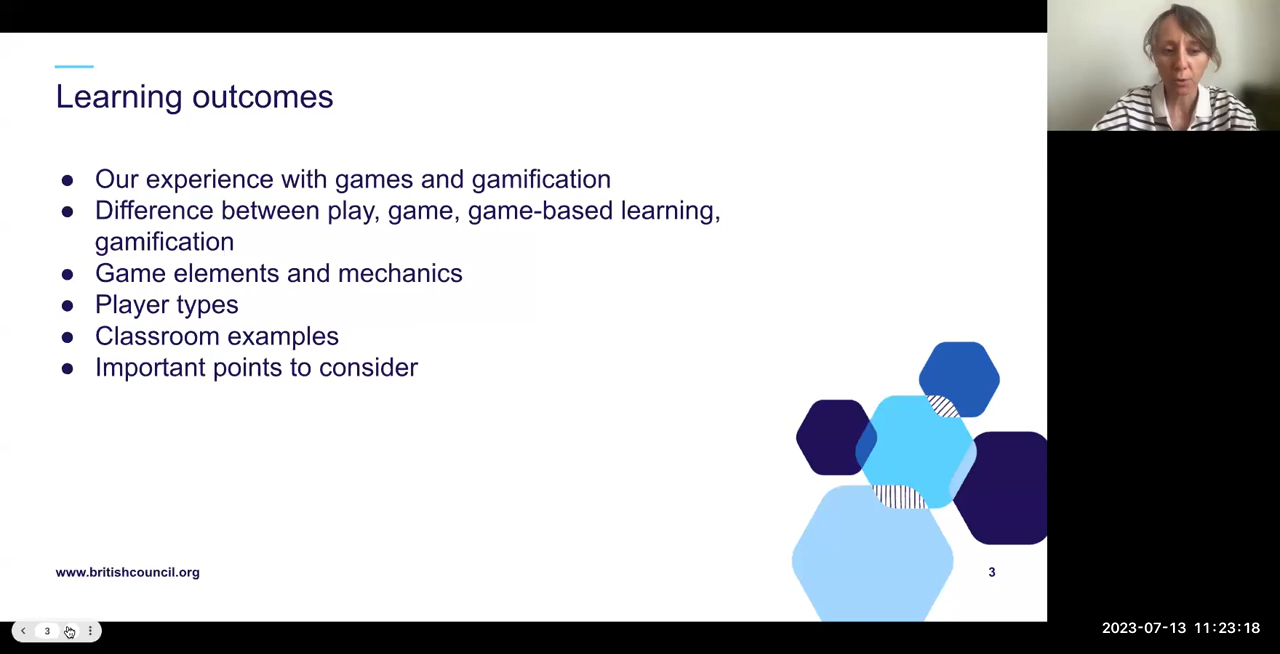 Learning outcomes
● Our experience with games and gamification
● Difference between play, game, game-based learning,
gamification
● Game elements and mechanics
● Player types
● Classroom examples
● Important points to consider
www.britishcouncil.org
3
3
2023-07-13 11:23:18